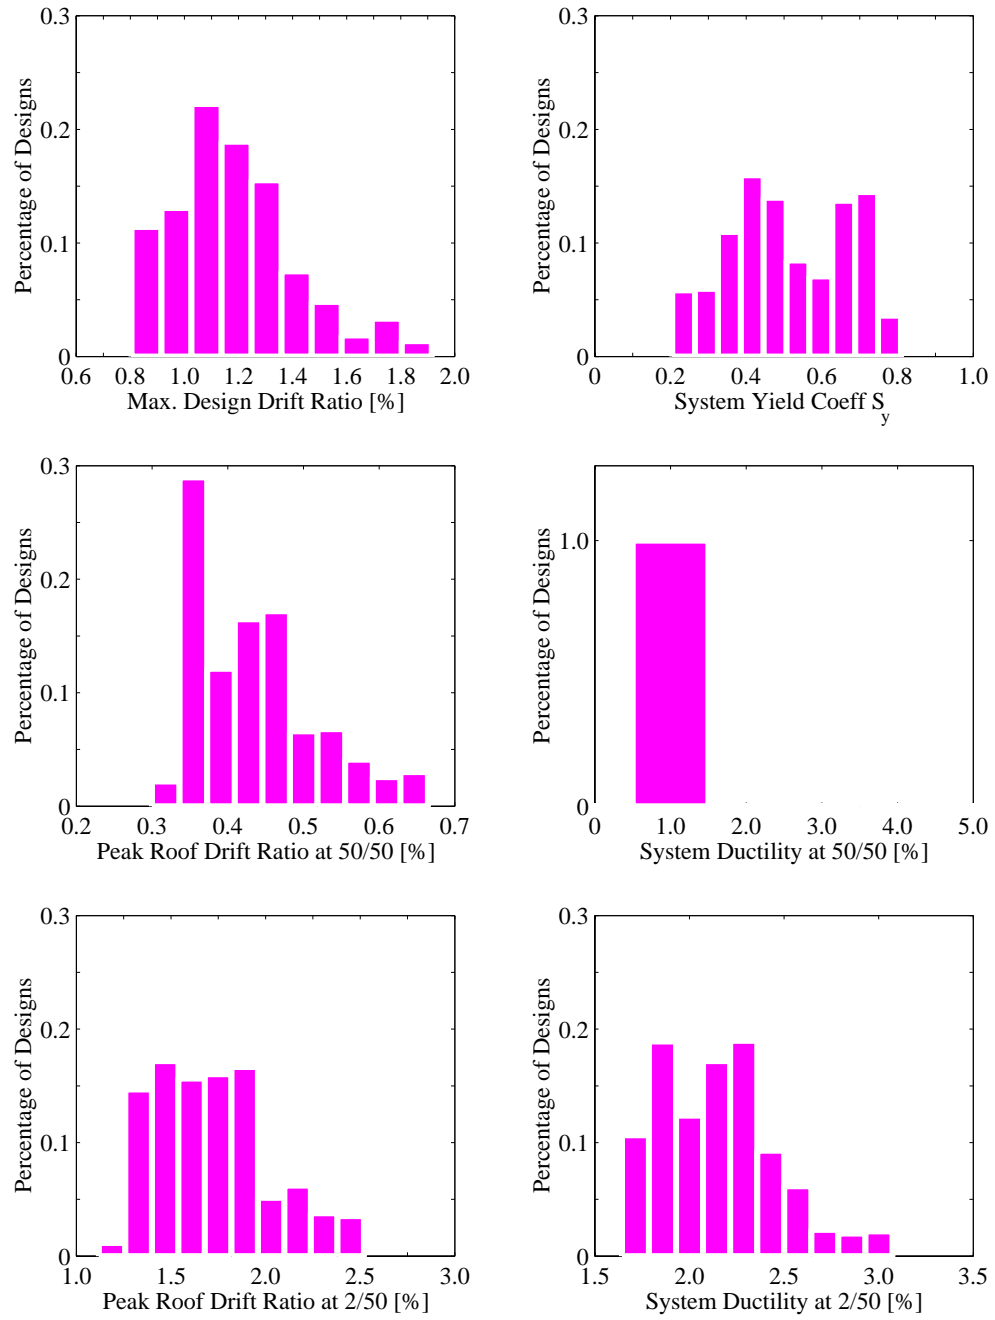 0.3
0.2
0.1
0
Percentage of Designs
0.6 0.8 1.0 1.2 1.4 1.6 1.8 2.0
Max. Design Drift Ratio [%]
0.3
0.2
0.1
0
Percentage of Designs
0 0.2 0.4 0.6 0.8 1.0
System Yield Coeff S_y
0.3
0.2
0.1
0
Percentage of Designs
0.2 0.3 0.4 0.5 0.6 0.7
Peak Roof Drift Ratio at 50/50 [%]
1.0
0
Percentage of Designs
0 1.0 2.0 3.0 4.0 5.0
System Ductility at 50/50 [%]
0.3
0.2
0.1
0
Percentage of Designs
1.0 1.5 2.0 2.5 3.0
Peak Roof Drift Ratio at 2/50 [%]
0.3
0.2
0.1
0
Percentage of Designs
1.5 2.0 2.5 3.0 3.5
System Ductility at 2/50 [%]